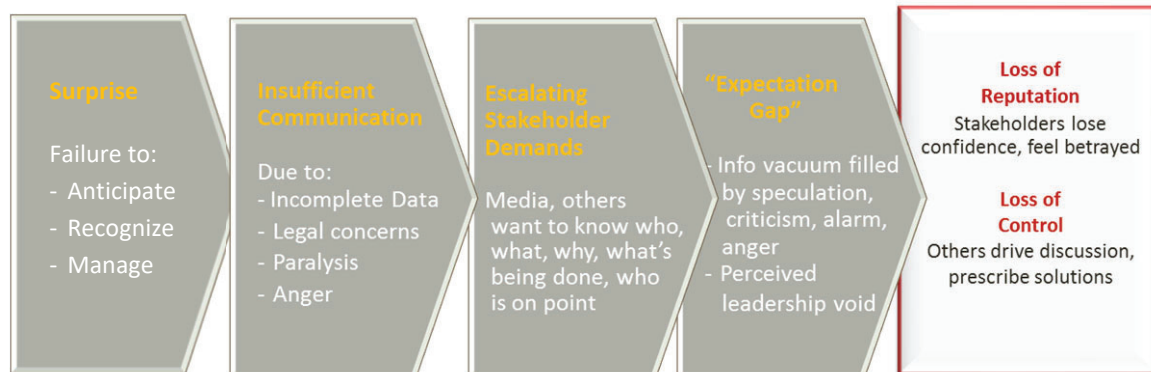 Surprise
Failure to:
- Anticipate
- Recognize
- Manage
Insufficient
Communication
Due to:
- Incomplete Data
- Legal concerns
- Paralysis
- Anger
Escalating
Stakeholder
Demands
Media, others
want to know who,
what, why, what’s
being done, who
is on point
“Expectation
Gap”
- Info vacuum filled
by speculation,
criticism, alarm,
anger
- Perceived
leadership void
Loss of
Reputation
Stakeholders lose
confidence, feel betrayed
Loss of
Control
Others drive discussion,
prescribe solutions